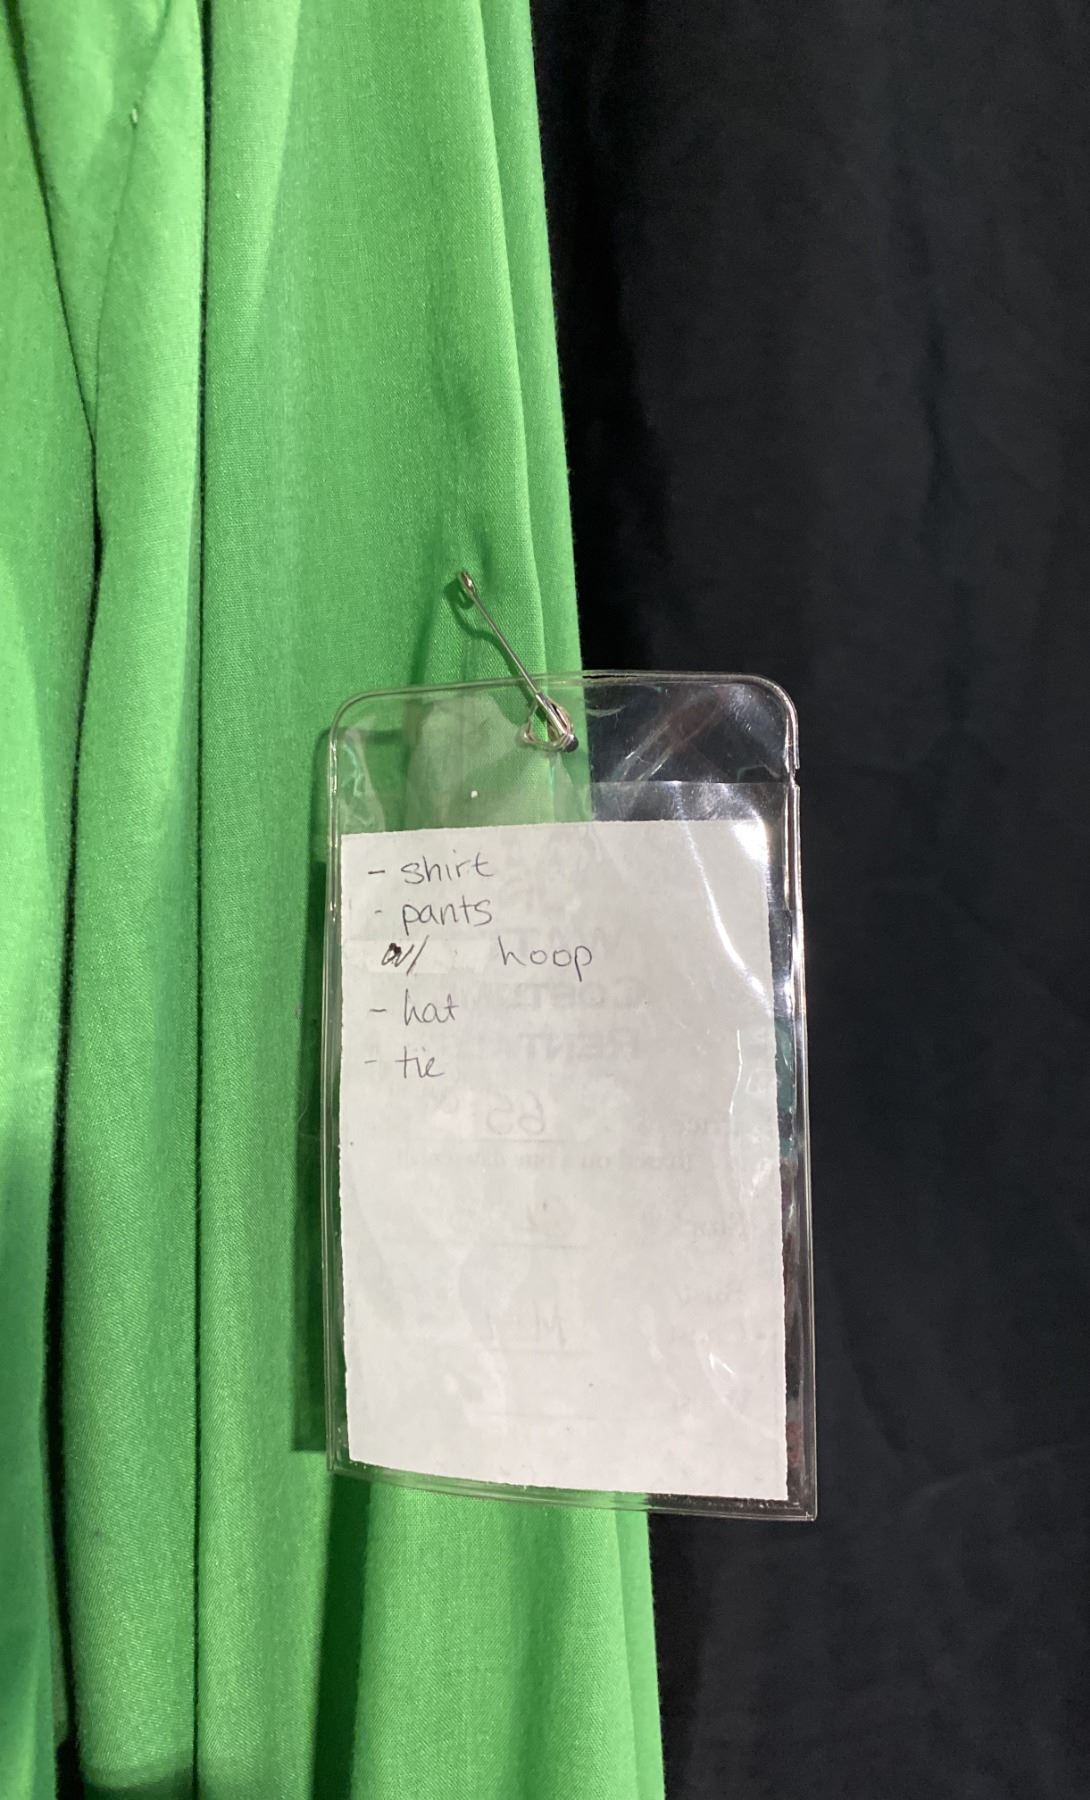 - shirt
- pants
w/ hoop
- hat
- tie